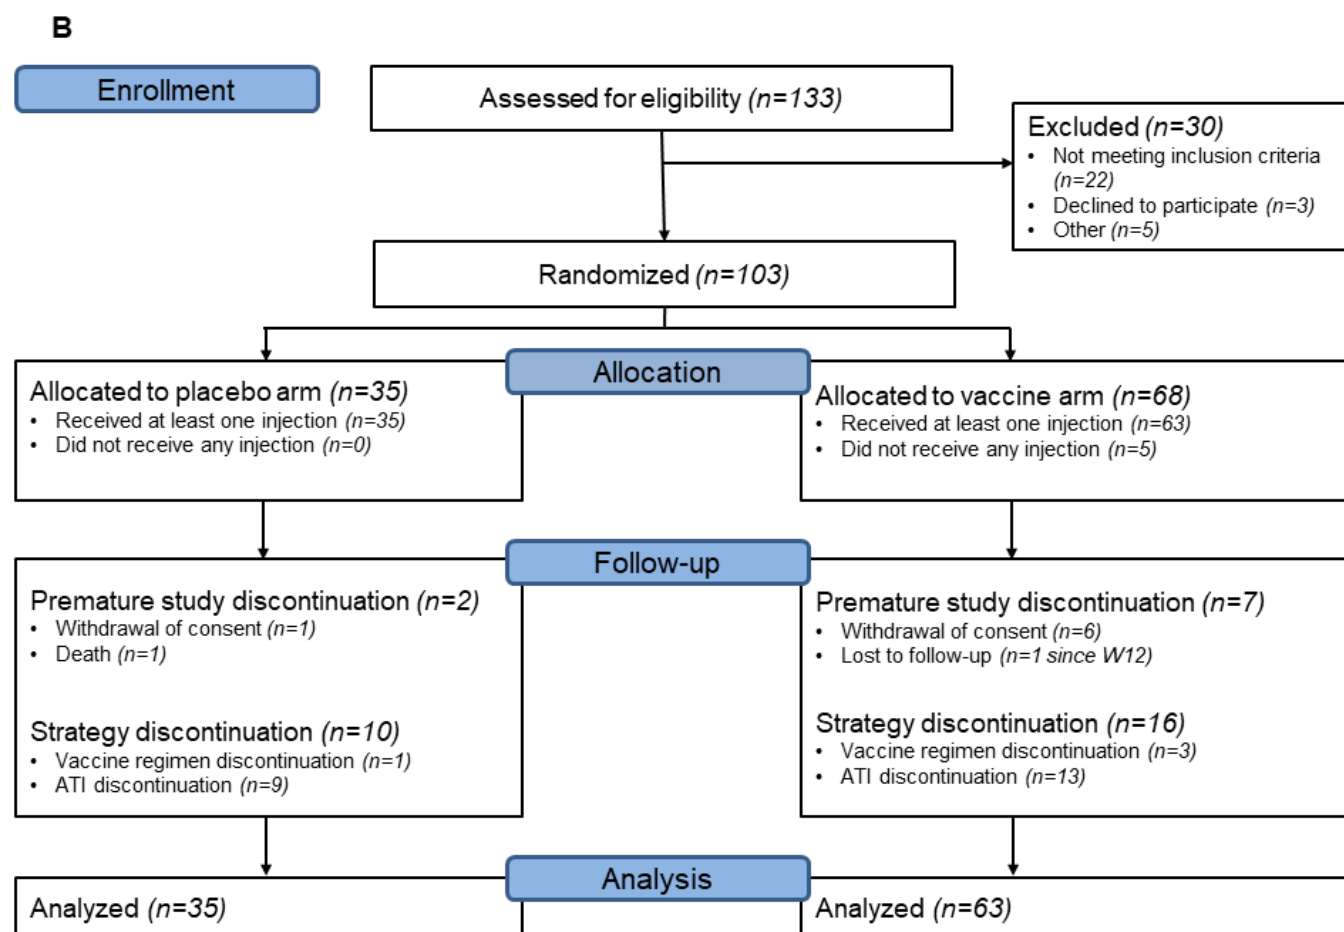 B
Enrollment
Assessed for eligibility (n=133)
Excluded (n=30)
• Not meeting inclusion criteria
(n=22)
• Declined to participate (n=3)
• Other (n=5)
Randomized (n=103)
Allocation
Allocated to placebo arm (n=35)
• Received at least one injection (n=35)
• Did not receive any injection (n=0)
Allocated to vaccine arm (n=68)
• Received at least one injection (n=63)
• Did not receive any injection (n=5)
Follow-up
Premature study discontinuation (n=2)
• Withdrawal of consent (n=1)
• Death (n=1)
Strategy discontinuation (n=10)
• Vaccine regimen discontinuation (n=1)
• ATI discontinuation (n=9)
Premature study discontinuation (n=7)
• Withdrawal of consent (n=6)
• Lost to follow-up (n=1 since W12)
Strategy discontinuation (n=16)
• Vaccine regimen discontinuation (n=3)
• ATI discontinuation (n=13)
Analysis
Analyzed (n=35)
Analyzed (n=63)